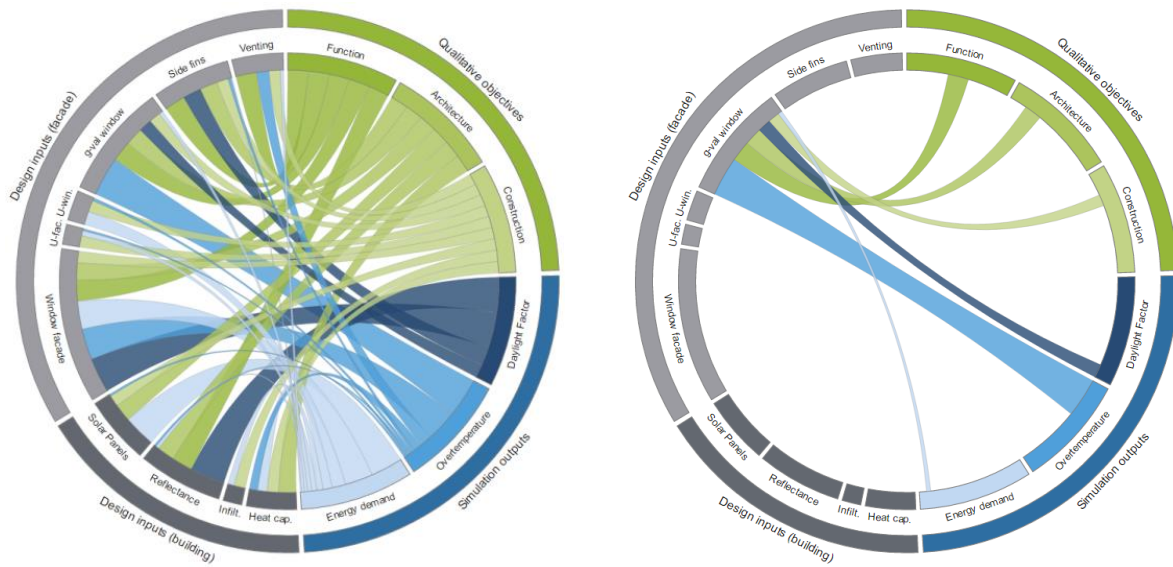 Design inputs (facade)
Qualitative objectives
Simulation outputs
Design inputs (building)
Venting
Function
Side fins
Architecture
g-val window
Construction
U-win.
U-fac.
Daylight Factor
Window facade
Overtemperature
Solar Panels
Reflectance
Infilt.
Heat cap.
Energy demand
Design inputs (facade)
Qualitative objectives
Simulation outputs
Design inputs (building)
Venting
Function
Side fins
Architecture
g-val window
Construction
U-win.
U-fac.
Daylight Factor
Window facade
Overtemperature
Solar Panels
Reflectance
Infilt.
Heat cap.
Energy demand